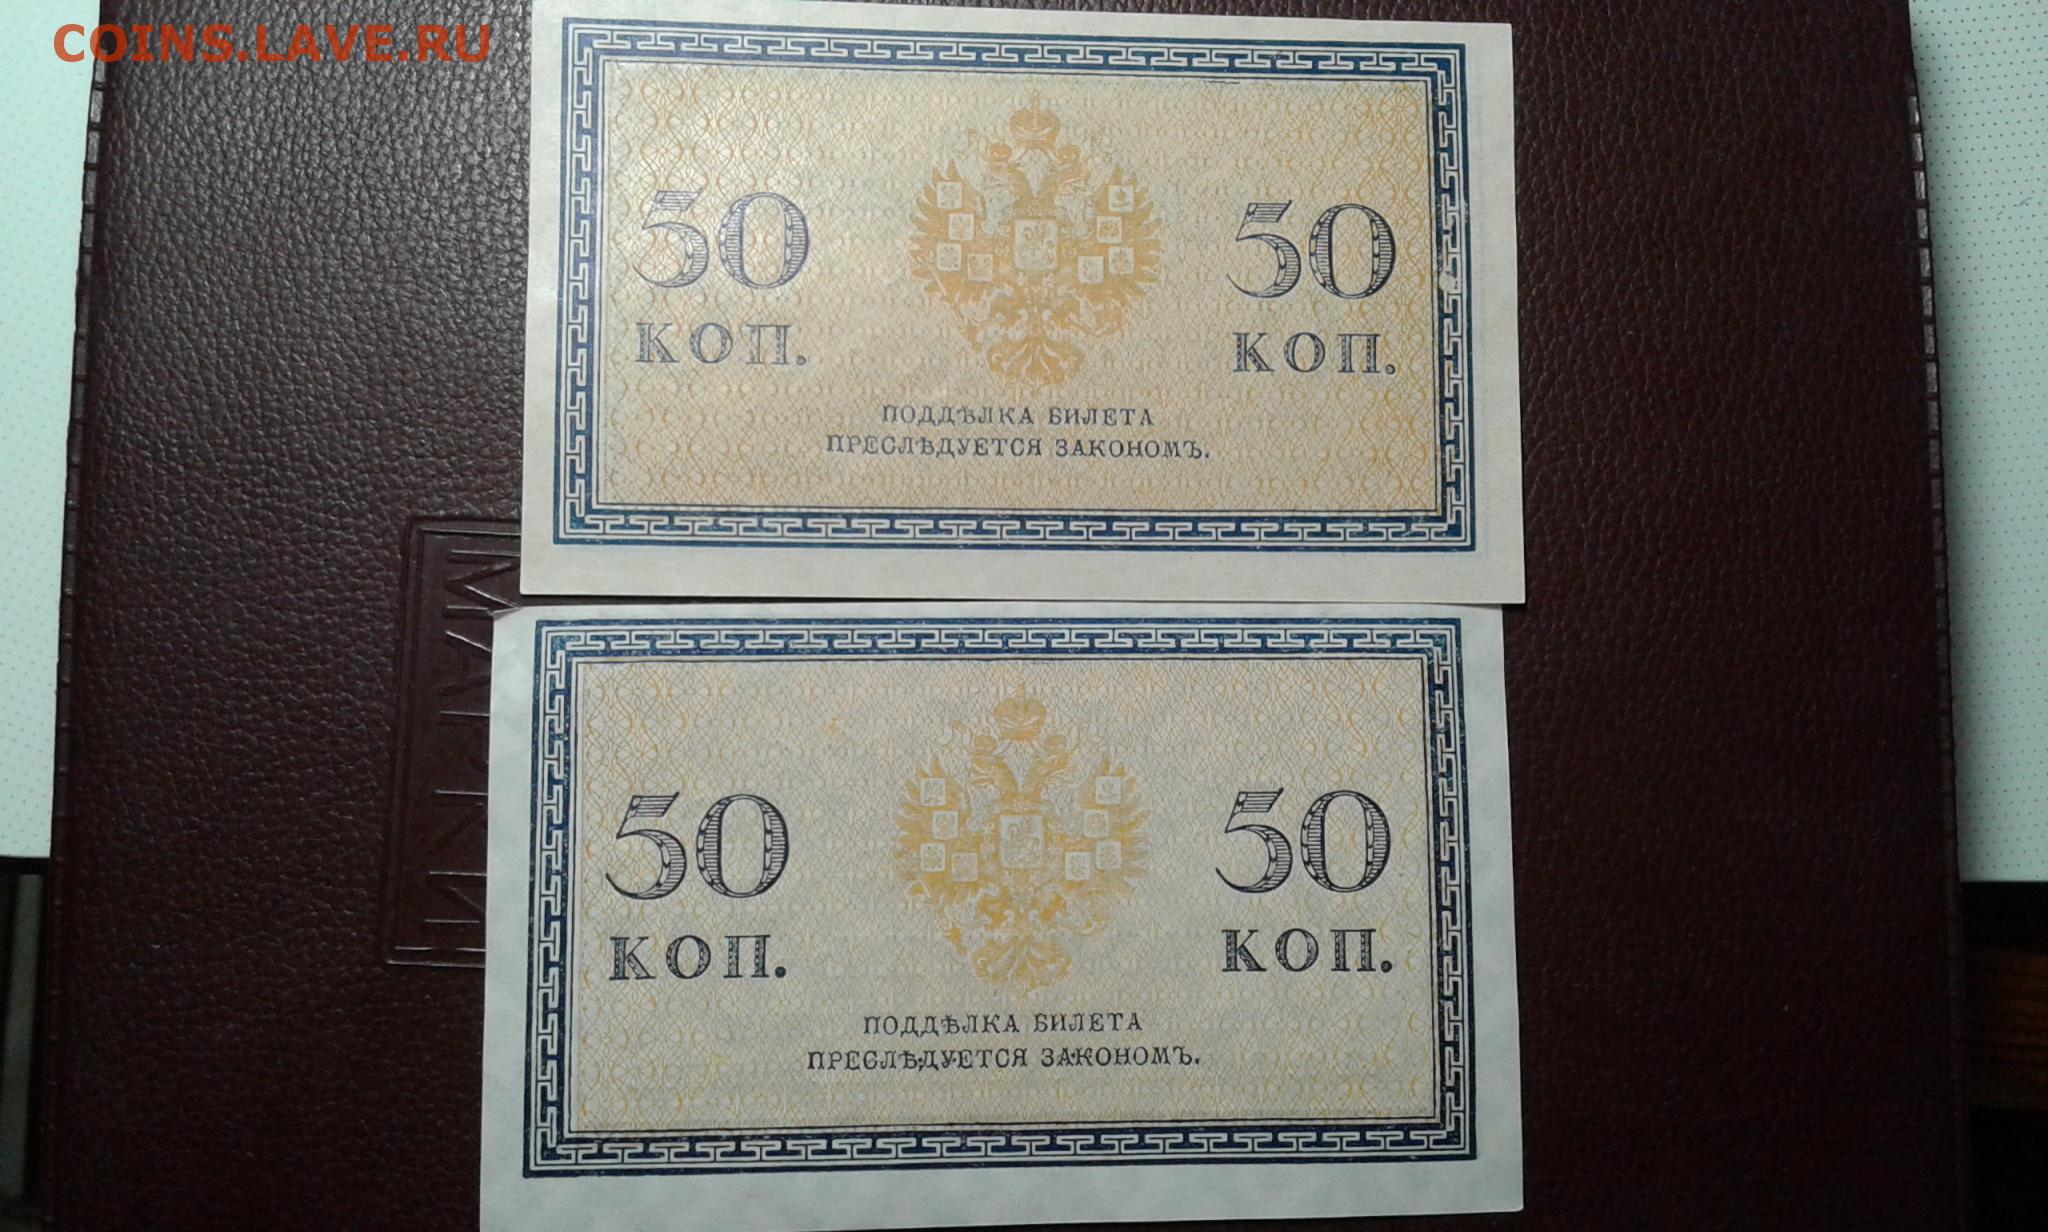 COINS.LAVE.RU
50 50
КОП. КОП.
ПОДДѢЛКА БИЛЕТА
ПРЕСЛѢДУЕТСЯ ЗАКОНОМЪ.
МАРКИ
50 50
КОП. КОП.
ПОДДѢЛКА БИЛЕТА
ПРЕСЛѢДУЕТСЯ ЗАКОНОМЪ.